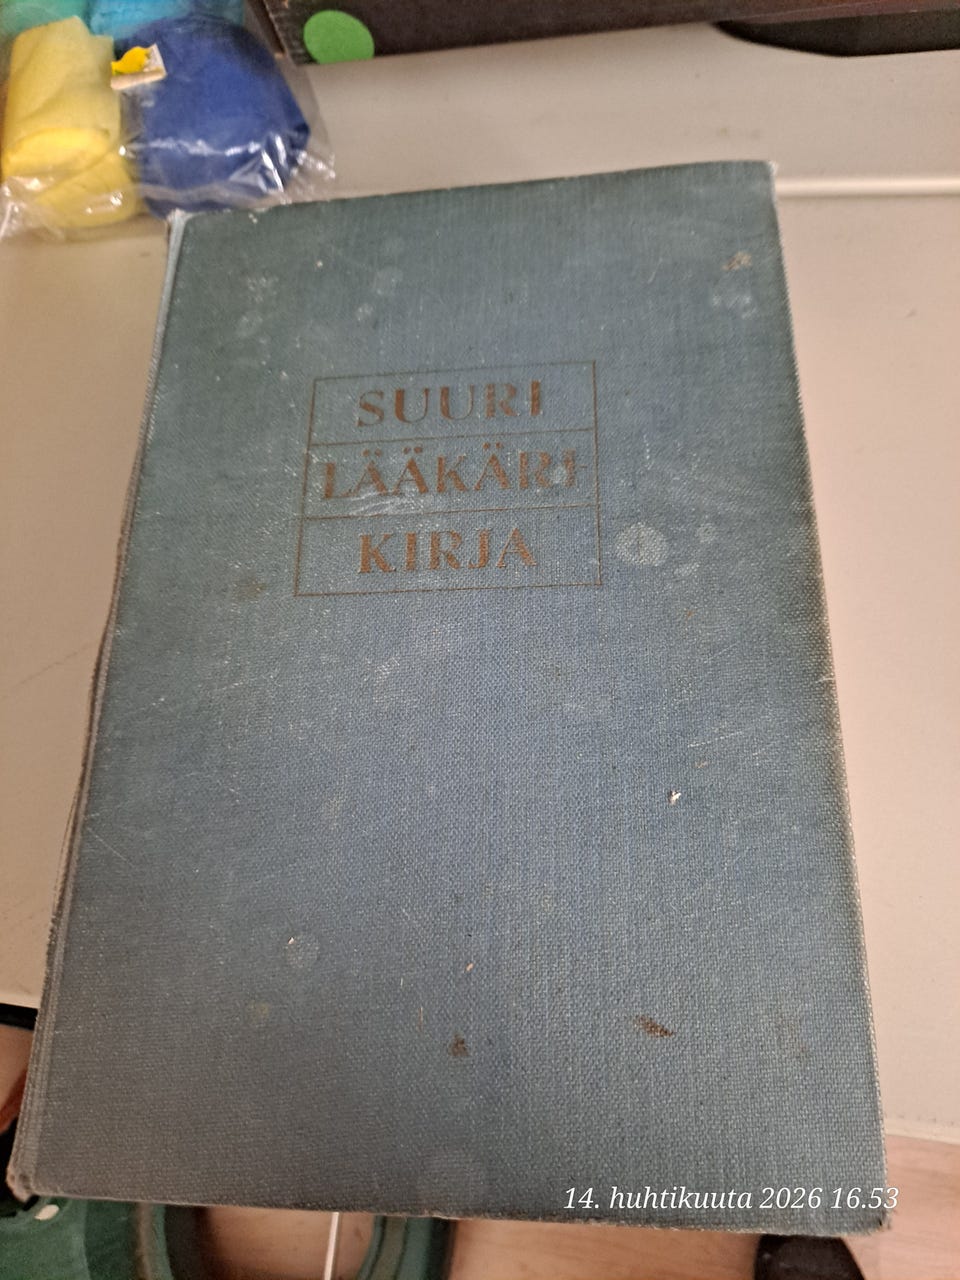 SUURI
LÄÄKÄRI-
KIRJA
14. huhtikuuta 2026 16.53